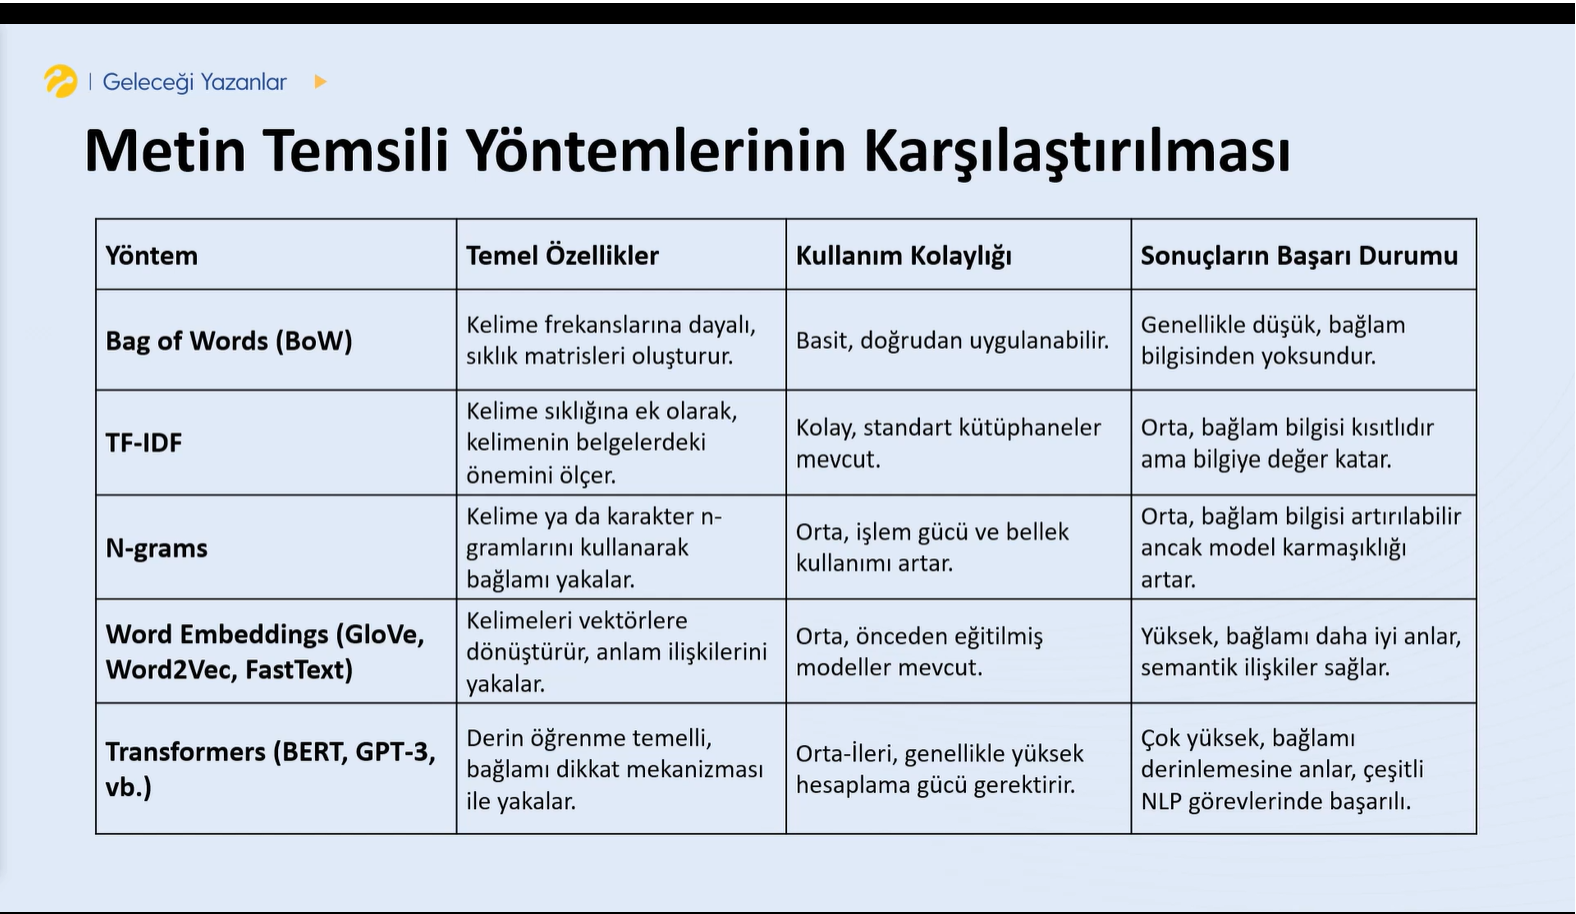 | Geleceği Yazanlar
Metin Temsili Yöntemlerinin Karşılaştırılması
Yöntem
Temel Özellikler
Kullanım Kolaylığı
Sonuçların Başarı Durumu
Bag of Words (BoW)
Kelime frekanslarına dayalı,
sıklık matrisleri oluşturur.
Basit, doğrudan uygulanabilir.
Genellikle düşük, bağlam
bilgisinden yoksundur.
TF-IDF
Kelime sıklığına ek olarak,
kelimenin belgelerdeki
önemini ölçer.
Kolay, standart kütüphaneler
mevcut.
Orta, bağlam bilgisi kısıtlıdır
ama bilgiye değer katar.
N-grams
Kelime ya da karakter n-
gramlarını kullanarak
bağlamı yakalar.
Orta, işlem gücü ve bellek
kullanımı artar.
Orta, bağlam bilgisi artırılabilir
ancak model karmaşıklığı
artar.
Word Embeddings (GloVe,
Word2Vec, FastText)
Kelimeleri vektörlere
dönüştürür, anlam ilişkilerini
yakalar.
Orta, önceden eğitilmiş
modeller mevcut.
Yüksek, bağlamı daha iyi anlar,
semantik ilişkiler sağlar.
Transformers (BERT, GPT-3,
vb.)
Derin öğrenme temelli,
bağlamı dikkat mekanizması
ile yakalar.
Orta-İleri, genellikle yüksek
hesaplama gücü gerektirir.
Çok yüksek, bağlamı
derinlemesine anlar, çeşitli
NLP görevlerinde başarılı.